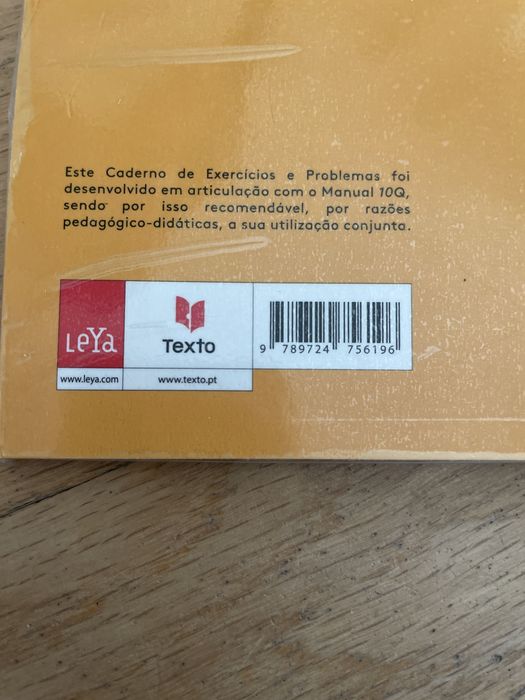 Este Caderno de Exercícios e Problemas foi
desenvolvido em articulação com o Manual 10Q,
sendo por isso recomendável, por razões
pedagógico-didáticas, a sua utilização conjunta.
LeYa
Texto
9 789724 756196
www.leya.com
www.texto.pt